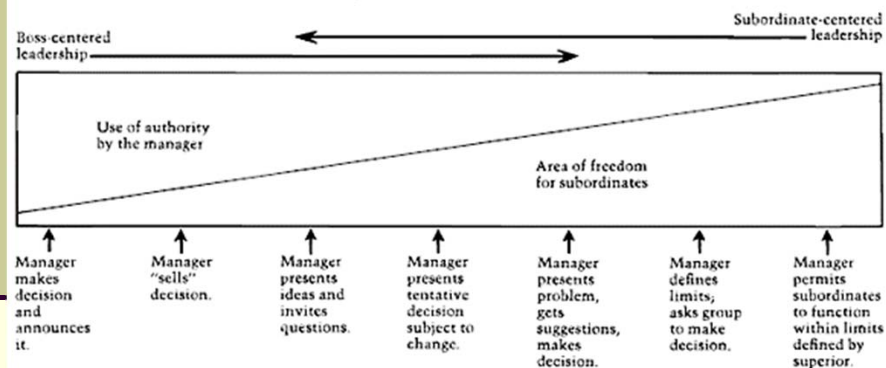 Subordinate-centered
leadership
Boss-centered
leadership
Use of authority
by the manager
Area of freedom
for subordinates
Manager
makes
decision
and
announces
it.
Manager
"sells"
decision.
Manager
presents
ideas and
invites
questions.
Manager
presents
tentative
decision
subject to
change.
Manager
presents
problem,
gets
suggestions,
makes
decision.
Manager
defines
limits;
asks group
to make
decision.
Manager
permits
subordinates
to function
within limits
defined by
superior.